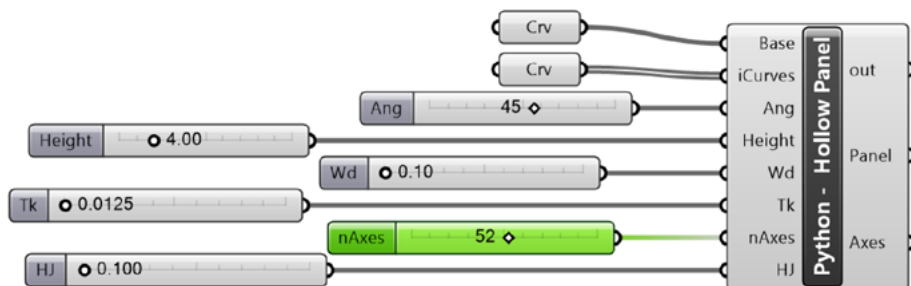 Crv
Base
Crv
iCurves
out
Ang 45
Ang
Height 4.00
Height
Panel
Wd 0.10
Wd
Tk 0.0125
Tk
nAxes 52
nAxes
Axes
HJ 0.100
HJ
Python - Hollow Panel